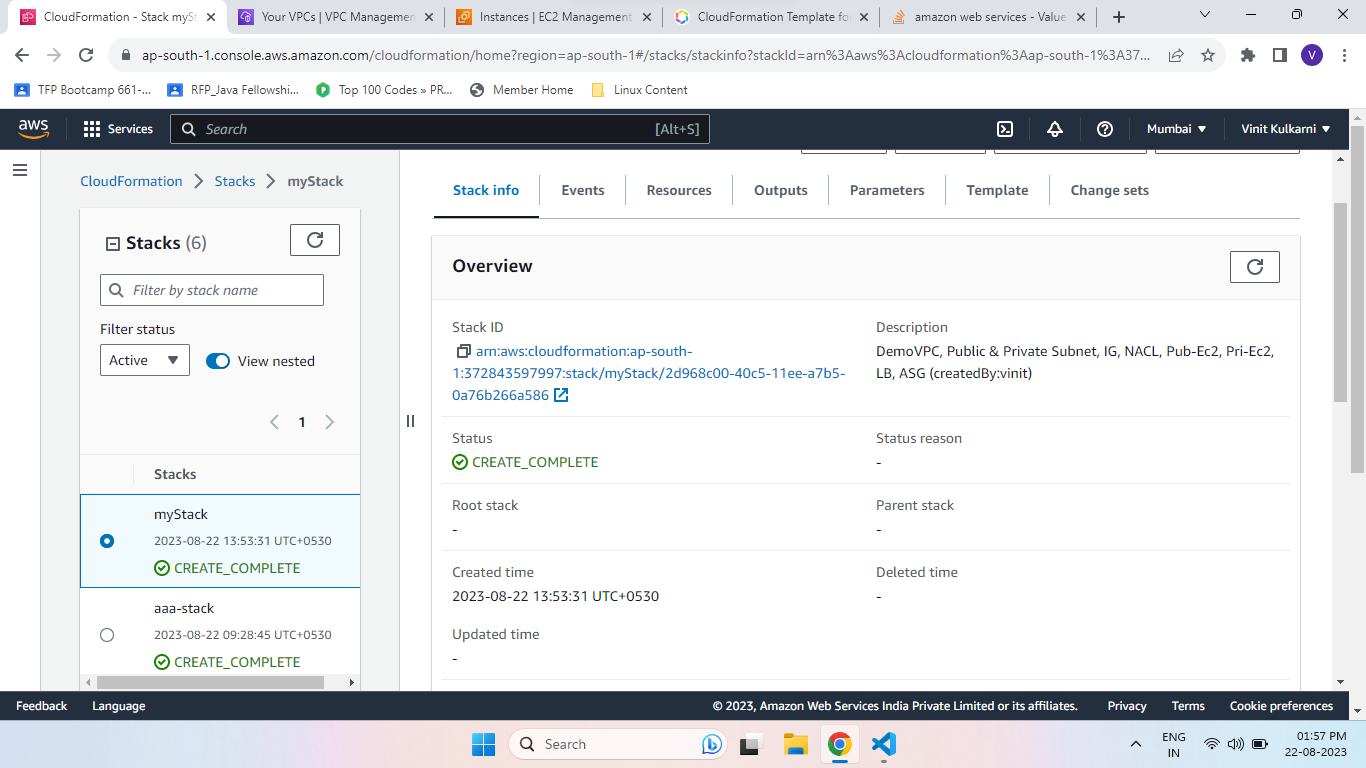 CloudFormation - Stack mySt
Your VPCs | VPC Managemen
Instances | EC2 Management
CloudFormation Template fo
amazon web services - Value
ap-south-1.console.aws.amazon.com/cloudformation/home?region=ap-south-1#/stacks/stackinfo?stackId=arn%3Aaws%3Acloudformation%3Aap-south-1%3A37...
V
TFP Bootcamp 661-...
RFP_Java Fellowshi...
Top 100 Codes » PR...
Member Home
Linux Content
aws
Services
Search
[Alt+S]
Mumbai
Vinit Kulkarni
CloudFormation
Stacks
myStack
Stacks (6)
Filter by stack name
Filter status
Active
View nested
1
Stacks
myStack
2023-08-22 13:53:31 UTC+0530
CREATE_COMPLETE
aaa-stack
2023-08-22 09:28:45 UTC+0530
CREATE_COMPLETE
Stack info
Events
Resources
Outputs
Parameters
Template
Change sets
Overview
Stack ID
arn:aws:cloudformation:ap-south-
1:372843597997:stack/myStack/2d968c00-40c5-11ee-a7b5-
0a76b266a586
Description
DemoVPC, Public & Private Subnet, IG, NACL, Pub-Ec2, Pri-Ec2,
LB, ASG (createdBy:vinit)
Status
CREATE_COMPLETE
Status reason
-
Root stack
-
Parent stack
-
Created time
2023-08-22 13:53:31 UTC+0530
Deleted time
-
Updated time
-
Feedback
Language
© 2023, Amazon Web Services India Private Limited or its affiliates.
Privacy
Terms
Cookie preferences
Search
ENG
IN
01:57 PM
22-08-2023